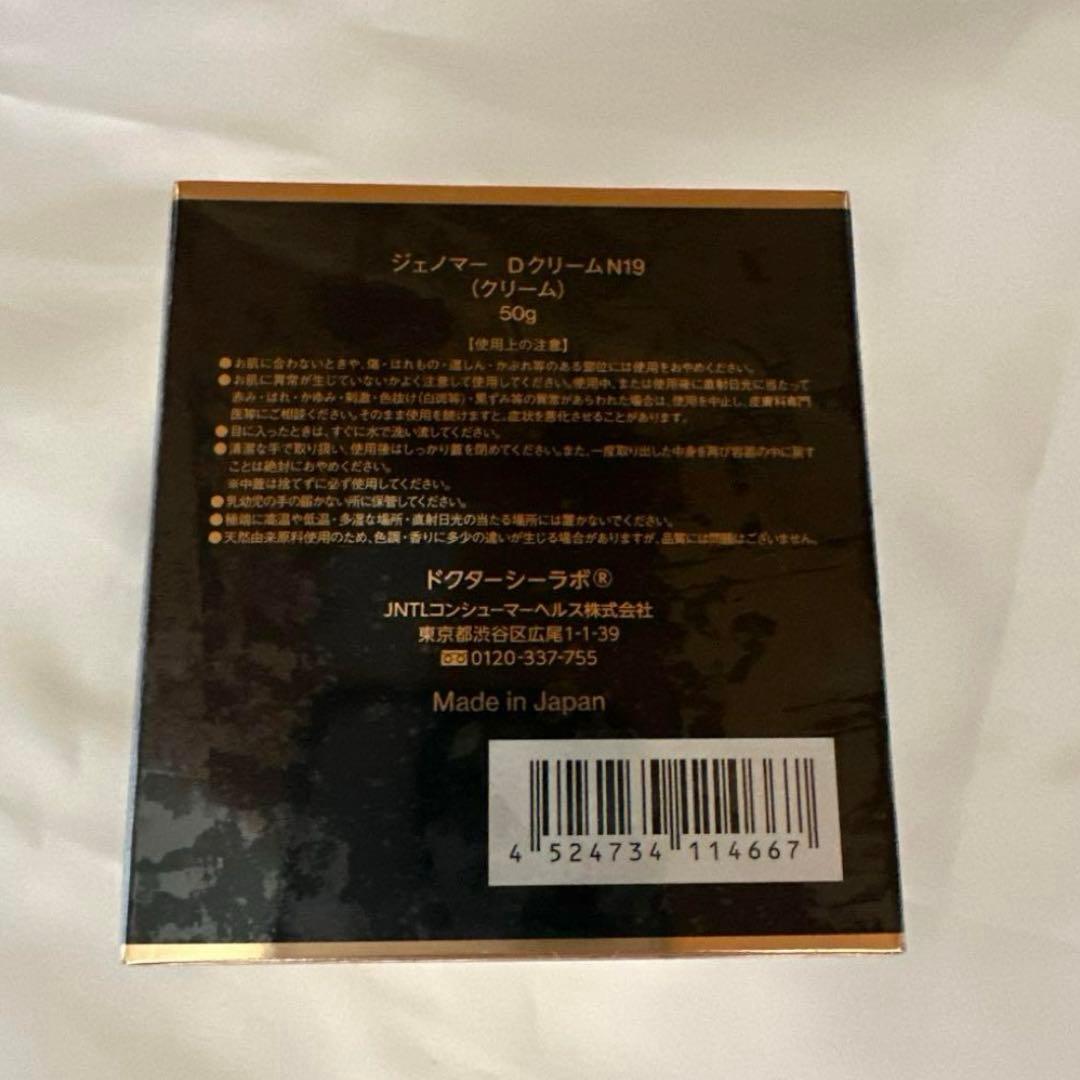 ジェノマー DクリームN19
（クリーム）
50g
【使用上の注意】
●お肌に合わないときや、傷・はれもの・湿しん・かぶれ等のある部位には使用をおやめください。
●お肌に異常が生じていないかよく注意して使用してください。使用中、または使用後に直射日光に当たって
赤み・はれ・かゆみ・刺激・色抜け(白斑等)・黒ずみ等の異常があらわれた場合は、使用を中止し、皮膚科専門
医等にご相談ください。そのまま使用を続けますと、症状を悪化させることがあります。
●目に入ったときは、すぐに水で洗い流してください。
●清潔な手で取り扱い、使用後はしっかり蓋を閉めてください。また、一度取り出した中身を再び容器の中に戻す
ことは絶対におやめください。
※中蓋は捨てずに必ず使用してください。
●乳幼児の手の届かない所に保管してください。
●極端に高温や低温・多湿な場所・直射日光の当たる場所には置かないでください。
●天然由来原料使用のため、色調・香りに多少の違いが生じる場合がありますが、品質には問題はございません。
ドクターシーラボ®
JNTLコンシューマーヘルス株式会社
東京都渋谷区広尾1-1-39
0120-337-755
Made in Japan
4 524734 114667